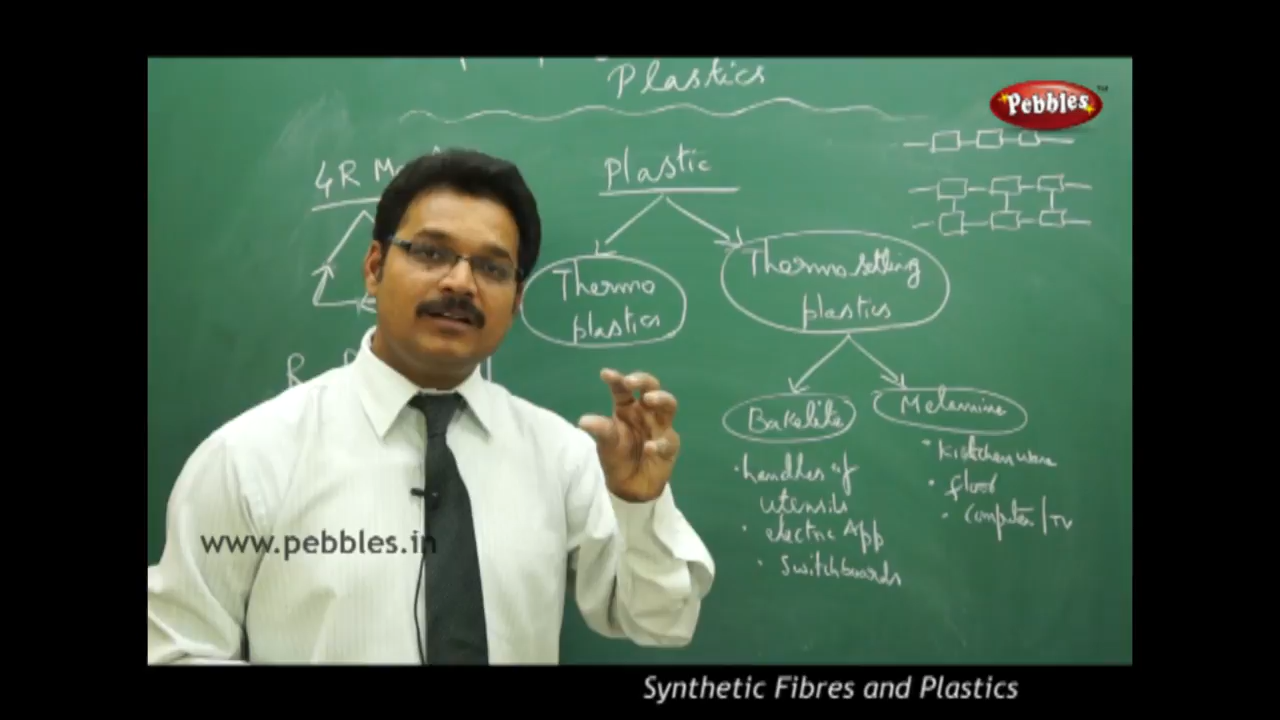 Plastics
Pebbles
4R
Plastic
Thermo
plastics
Thermosetting
plastics
Bakelite
Melamine
• handles of
utensils
• electric App
• Switchboards
• Kictchen ware
• floor
• computer/TV
www.pebbles.in
Synthetic Fibres and Plastics